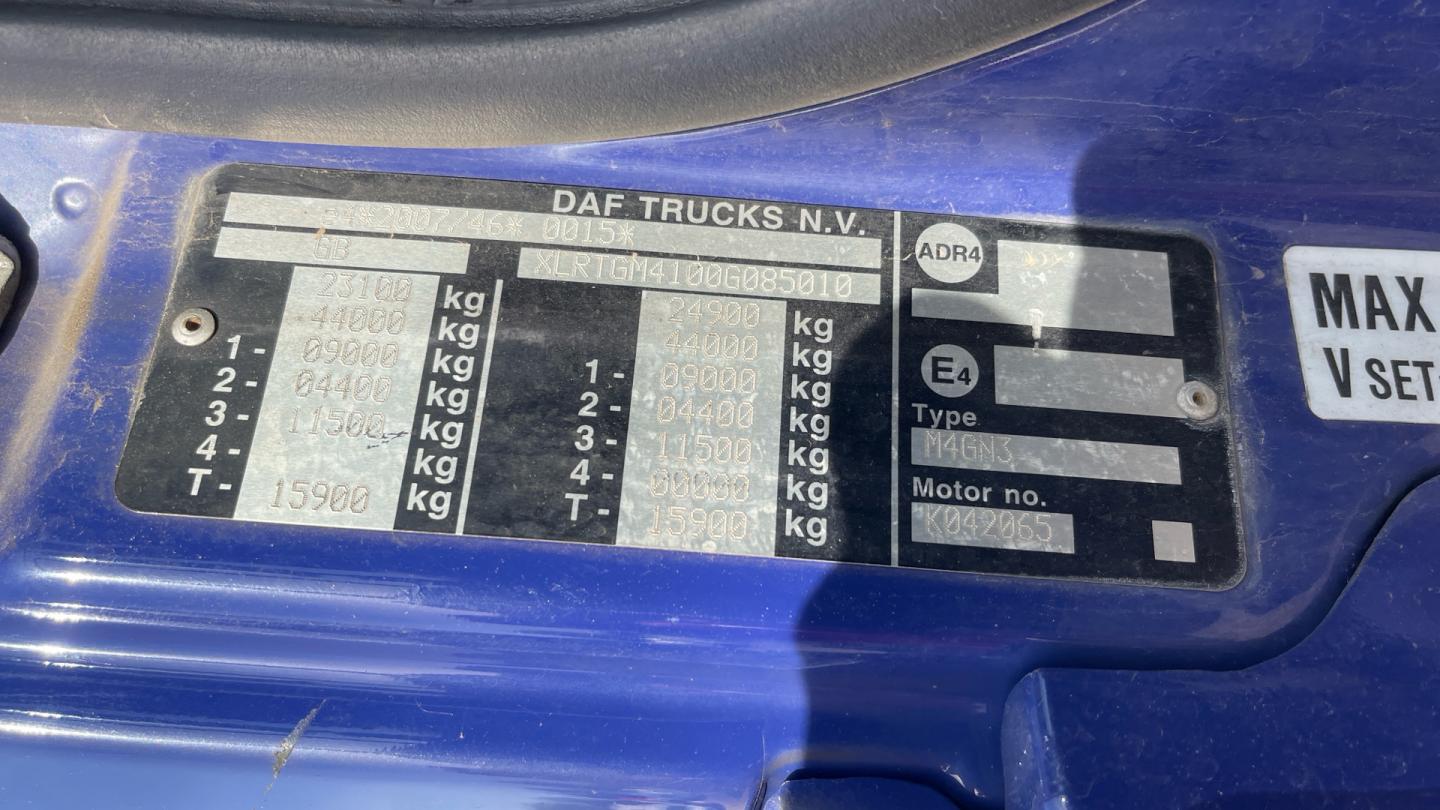 DAF TRUCKS N.V.
e4*2007/46* 0015*
GB
XLRTGM4100G085010
23100 kg
44000 kg
1- 09000 kg
2- 04400 kg
3- 11500 kg
4- kg
T- 15900 kg
24900 kg
44000 kg
1- 09000 kg
2- 04400 kg
3- 11500 kg
4- 00000 kg
T- 15900 kg
ADR4
E4
Type
M4GN3
Motor no.
K042065
MAX
V SET